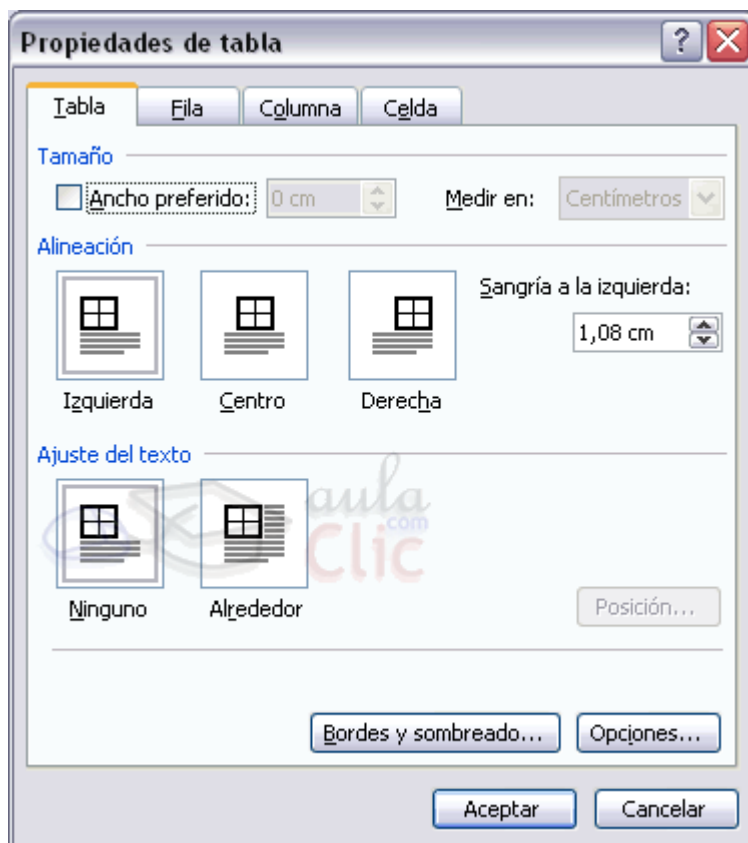 Propiedades de tabla
Tabla Fila Columna Celda
Tamaño
Ancho preferido: 0 cm Medir en: Centímetros
Alineación
Sangría a la izquierda:
1,08 cm
Izquierda Centro Derecha
Ajuste del texto
aula
com
Clic
Ninguno Alrededor Posición...
Bordes y sombreado... Opciones...
Aceptar Cancelar